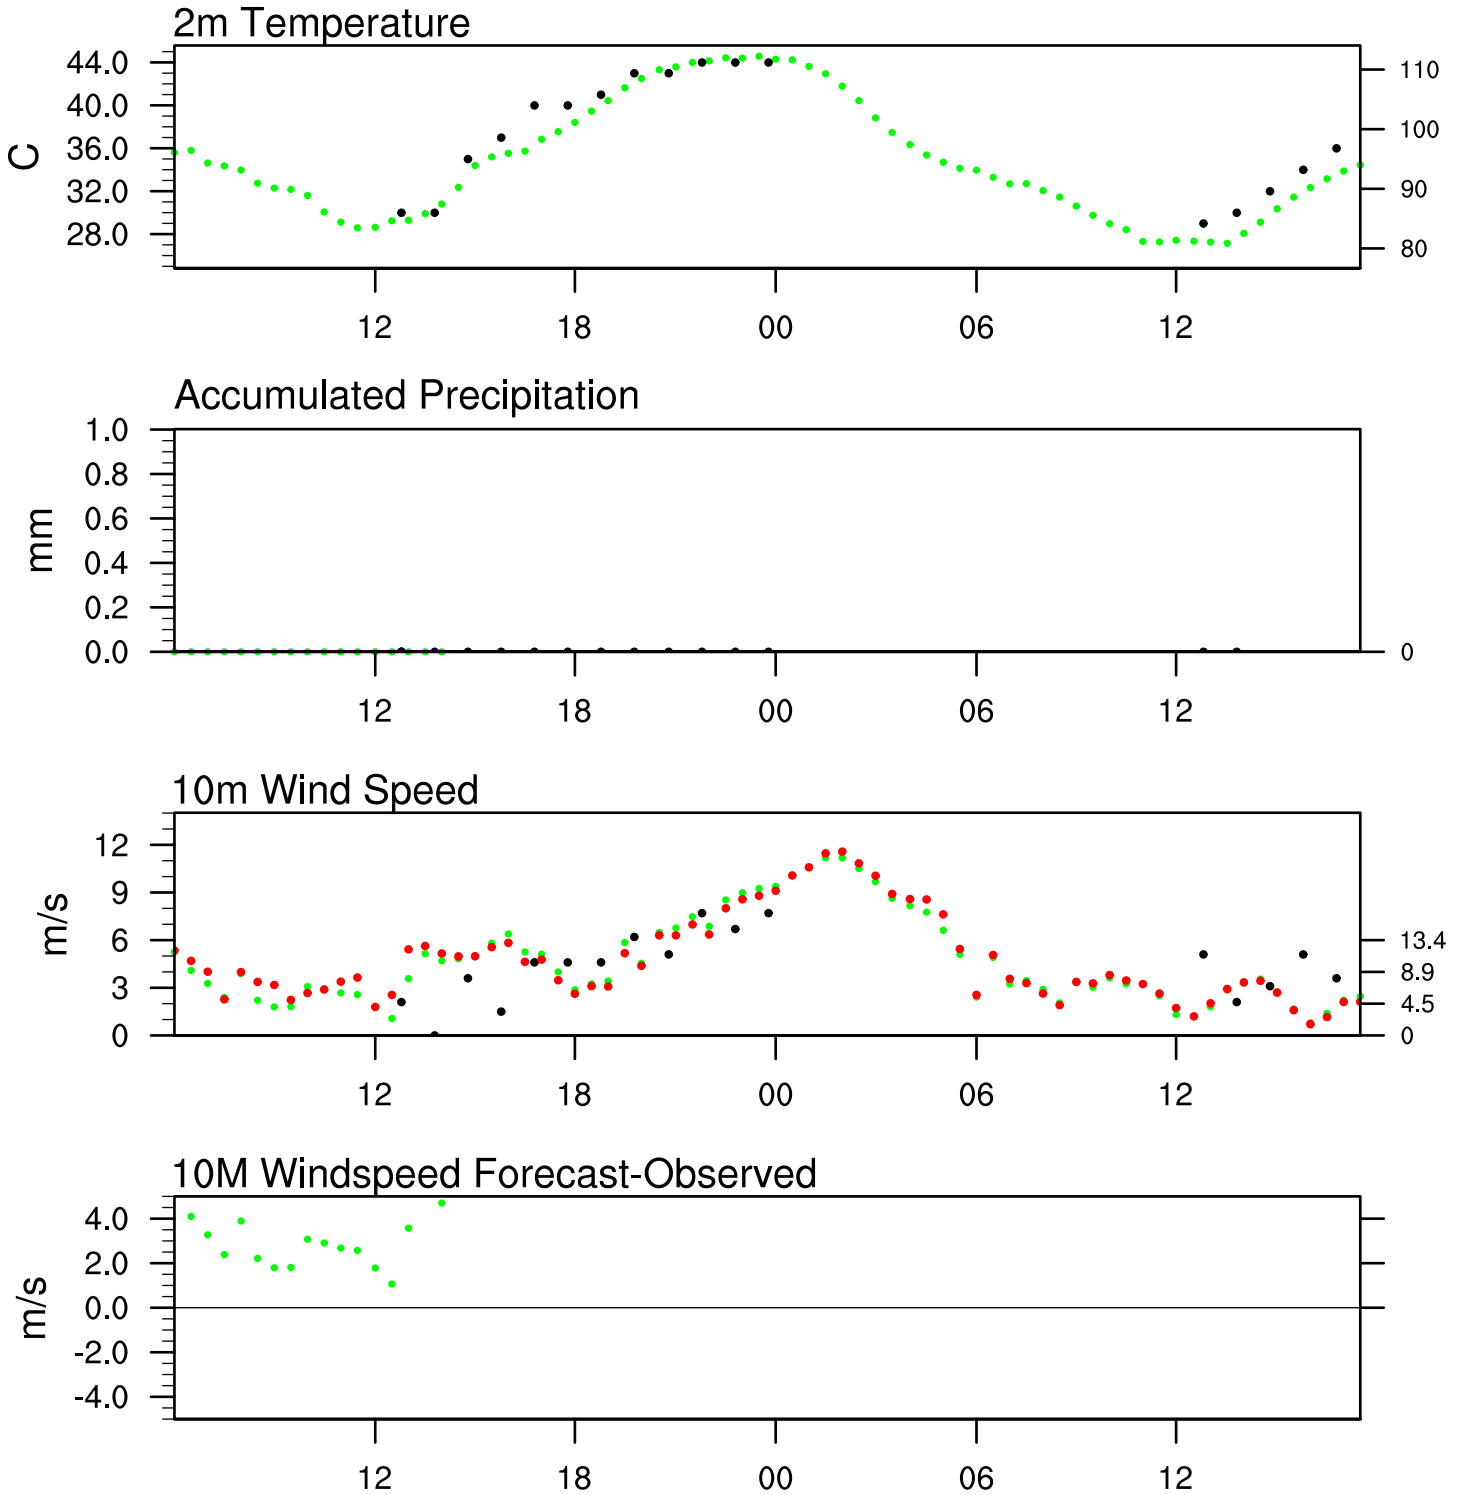 2m Temperature
44.0
40.0
36.0
32.0
28.0
C
110
100
90
80
12 18 00 06 12
Accumulated Precipitation
1.0
0.8
0.6
0.4
0.2
0.0
mm
0
12 18 00 06 12
10m Wind Speed
12
9
6
3
0
m/s
13.4
8.9
4.5
0
12 18 00 06 12
10M Windspeed Forecast-Observed
4.0
2.0
0.0
-2.0
-4.0
m/s
12 18 00 06 12